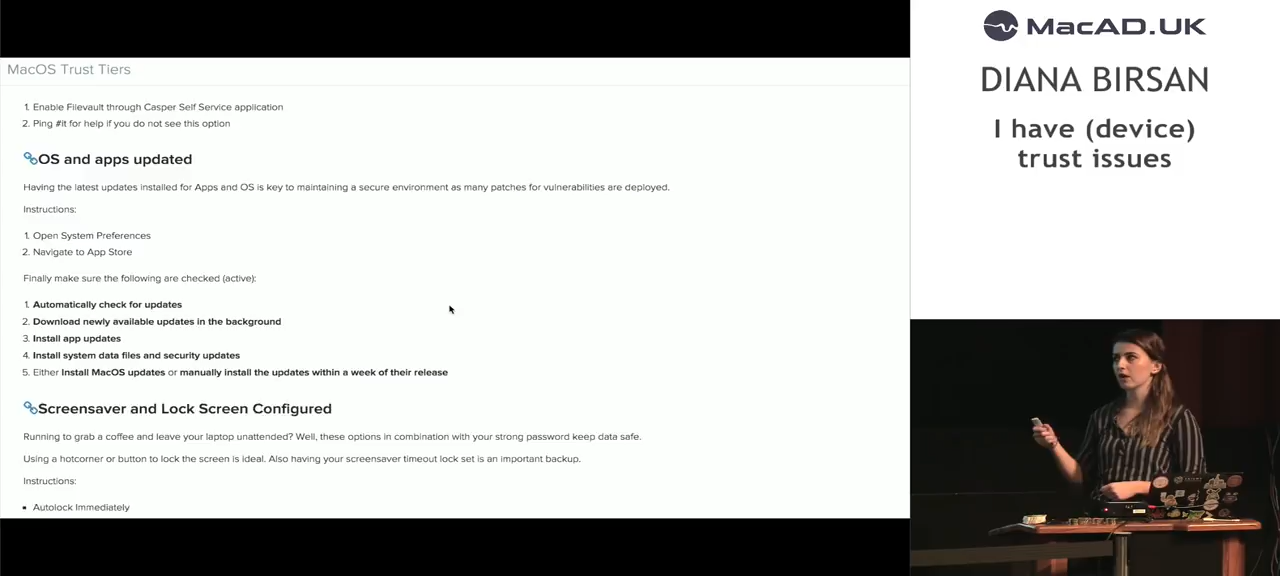 MacOS Trust Tiers
1. Enable Filevault through Casper Self Service application
2. Ping #it for help if you do not see this option
OS and apps updated
Having the latest updates installed for Apps and OS is key to maintaining a secure environment as many patches for vulnerabilities are deployed.
Instructions:
1. Open System Preferences
2. Navigate to App Store
Finally make sure the following are checked (active):
1. Automatically check for updates
2. Download newly available updates in the background
3. Install app updates
4. Install system data files and security updates
5. Either Install MacOS updates or manually install the updates within a week of their release
Screensaver and Lock Screen Configured
Running to grab a coffee and leave your laptop unattended? Well, these options in combination with your strong password keep data safe.
Using a hotcorner or button to lock the screen is ideal. Also having your screensaver timeout lock set is an important backup.
Instructions:
▪ Autolock Immediately
MacAD.UK
DIANA BIRSAN
I have (device)
trust issues